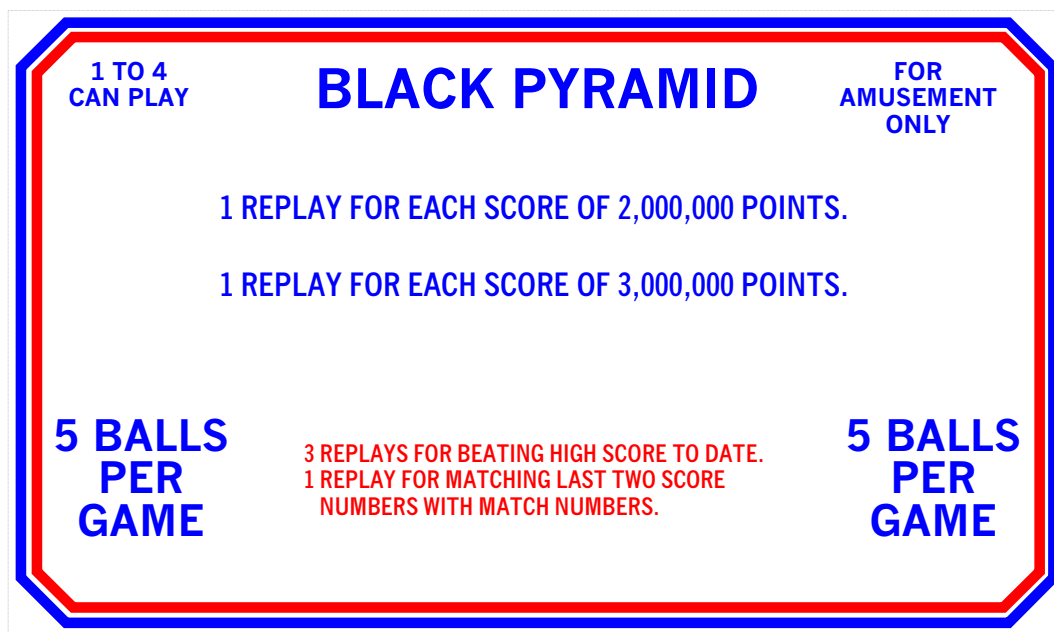 1 TO 4
CAN PLAY
BLACK PYRAMID
FOR
AMUSEMENT
ONLY
1 REPLAY FOR EACH SCORE OF 2,000,000 POINTS.
1 REPLAY FOR EACH SCORE OF 3,000,000 POINTS.
5 BALLS
PER
GAME
3 REPLAYS FOR BEATING HIGH SCORE TO DATE.
1 REPLAY FOR MATCHING LAST TWO SCORE
NUMBERS WITH MATCH NUMBERS.
5 BALLS
PER
GAME